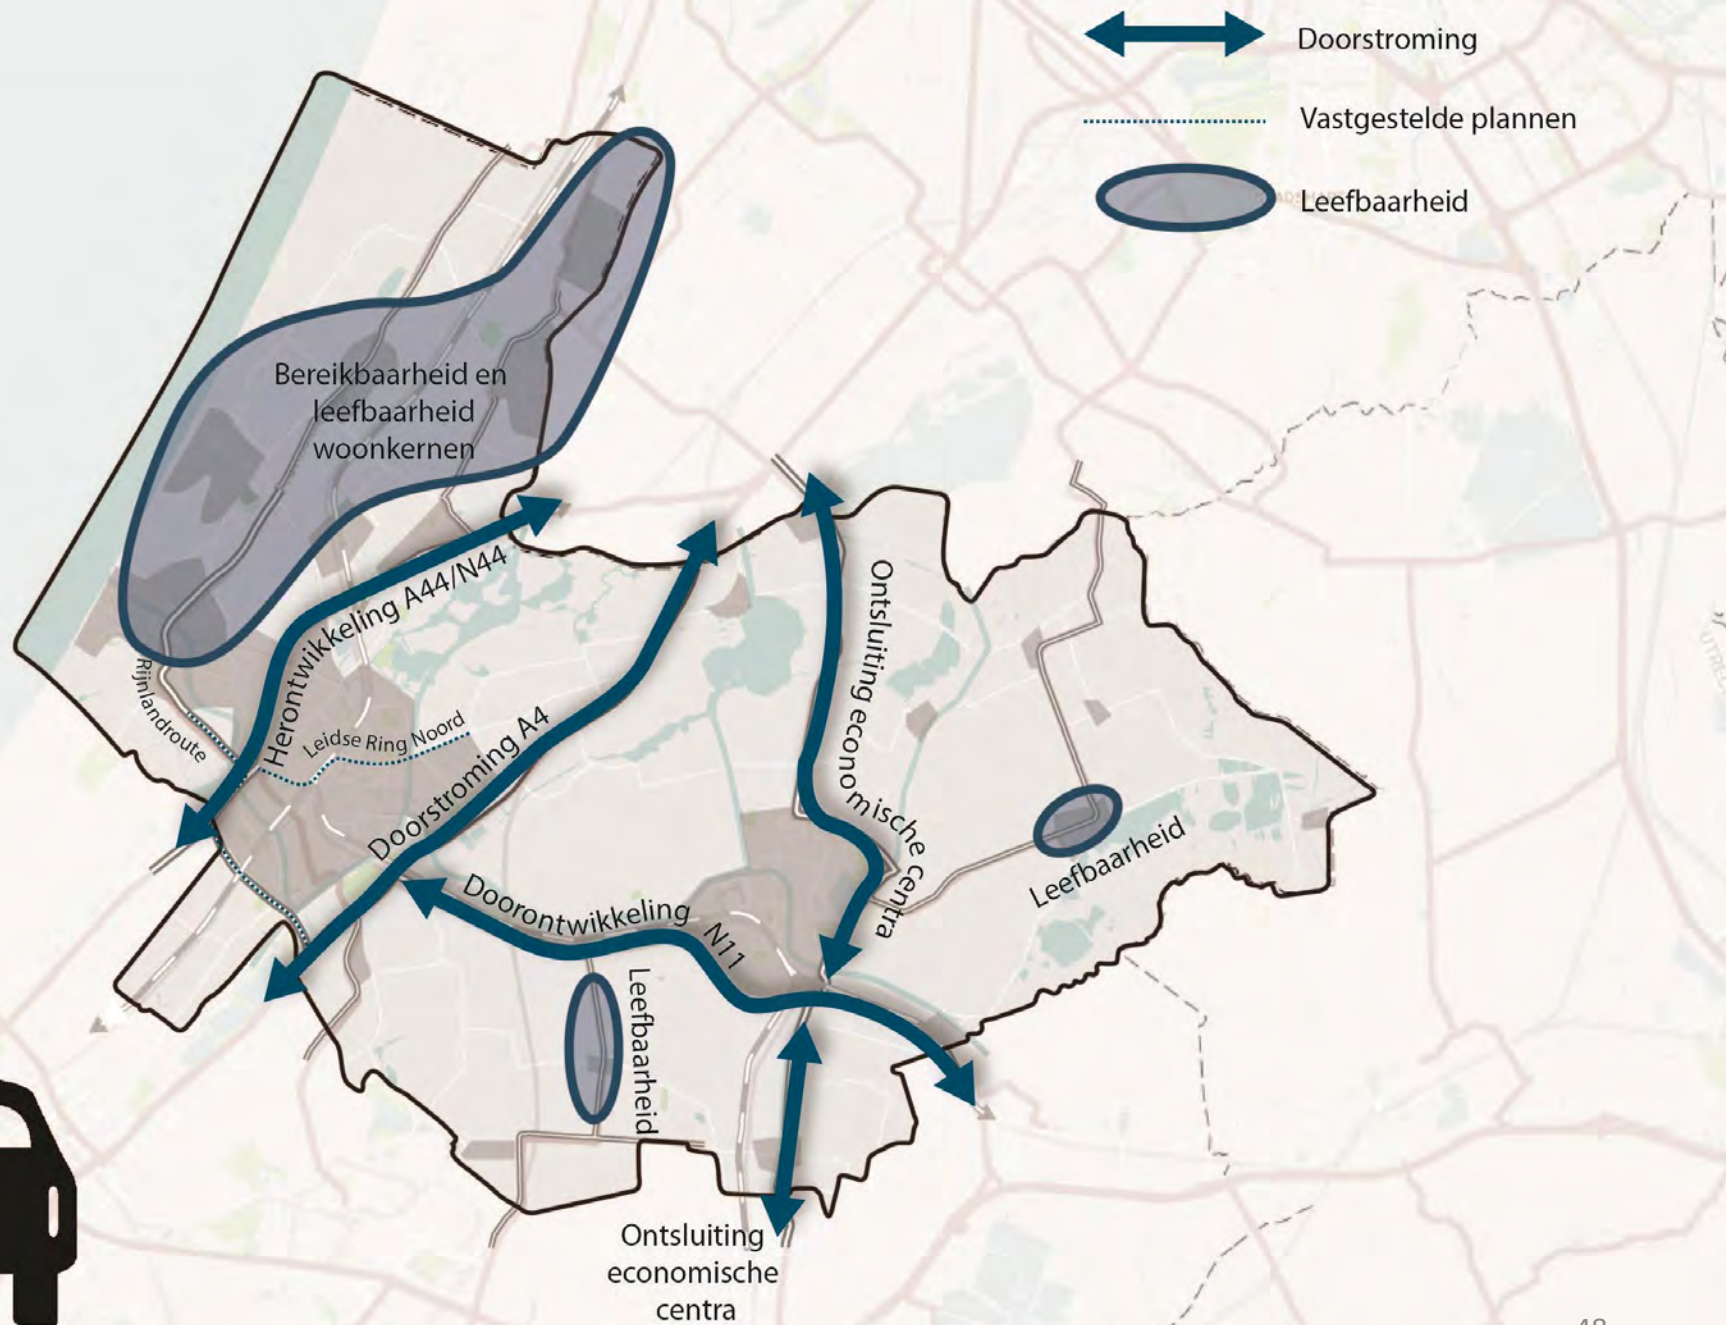 Doorstroming
Vastgestelde plannen
Leefbaarheid
Bereikbaarheid en
leefbaarheid
woonkernen
Herontwikkeling A44/N44
Rijnlandroute
Leidse Ring Noord
Doorstroming A4
Ontsluiting economische centra
Doorontwikkeling N11
Leefbaarheid
Leefbaarheid
Ontsluiting
economische
centra